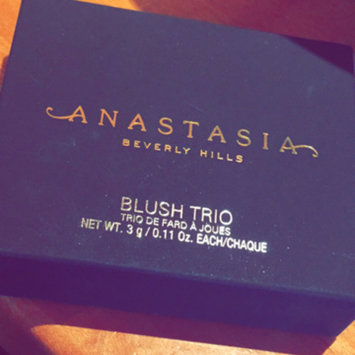 ANASTASIA
BEVERLY HILLS
BLUSH TRIO
TRIO DE FARD À JOUES
NET WT. 3 g / 0.11 Oz. EACH/CHAQUE